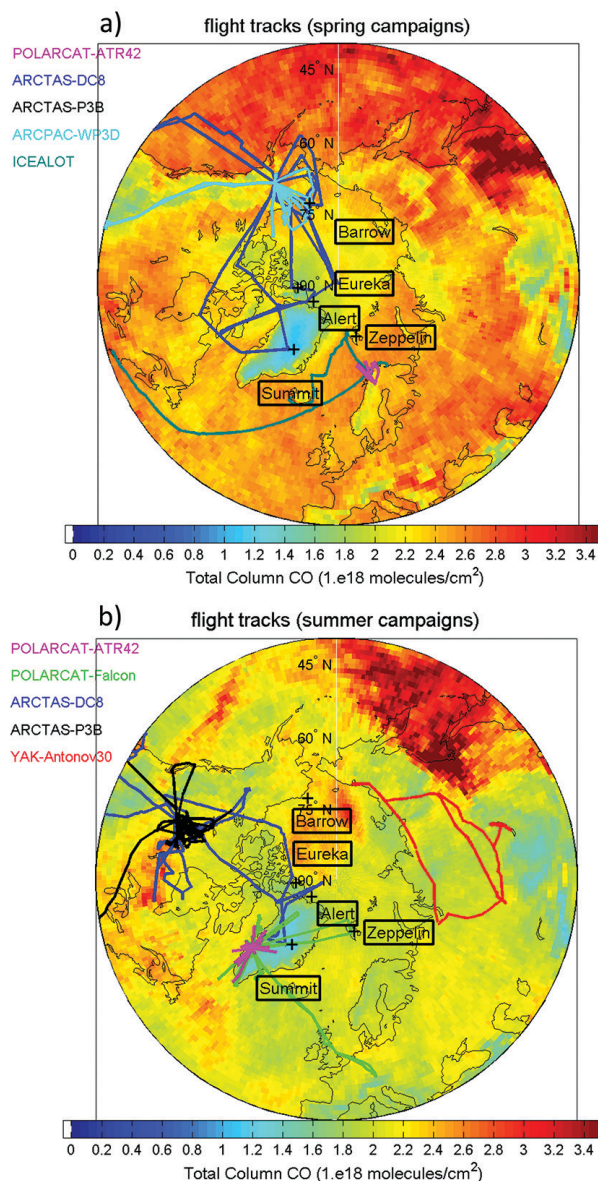 a)
flight tracks (spring campaigns)
POLARCAT-ATR42
ARCTAS-DC8
ARCTAS-P3B
ARCPAC-WP3D
ICEALOT
45° N
60° N
75° N
Barrow
90° N
Eureka
Alert
Zeppelin
Summit
0 0.2 0.4 0.6 0.8 1 1.2 1.4 1.6 1.8 2 2.2 2.4 2.6 2.8 3 3.2 3.4
Total Column CO (1.e18 molecules/cm²)
b)
flight tracks (summer campaigns)
POLARCAT-ATR42
POLARCAT-Falcon
ARCTAS-DC8
ARCTAS-P3B
YAK-Antonov30
45° N
60° N
75° N
Barrow
Eureka
90° N
Alert
Zeppelin
Summit
0 0.2 0.4 0.6 0.8 1 1.2 1.4 1.6 1.8 2 2.2 2.4 2.6 2.8 3 3.2 3.4
Total Column CO (1.e18 molecules/cm²)